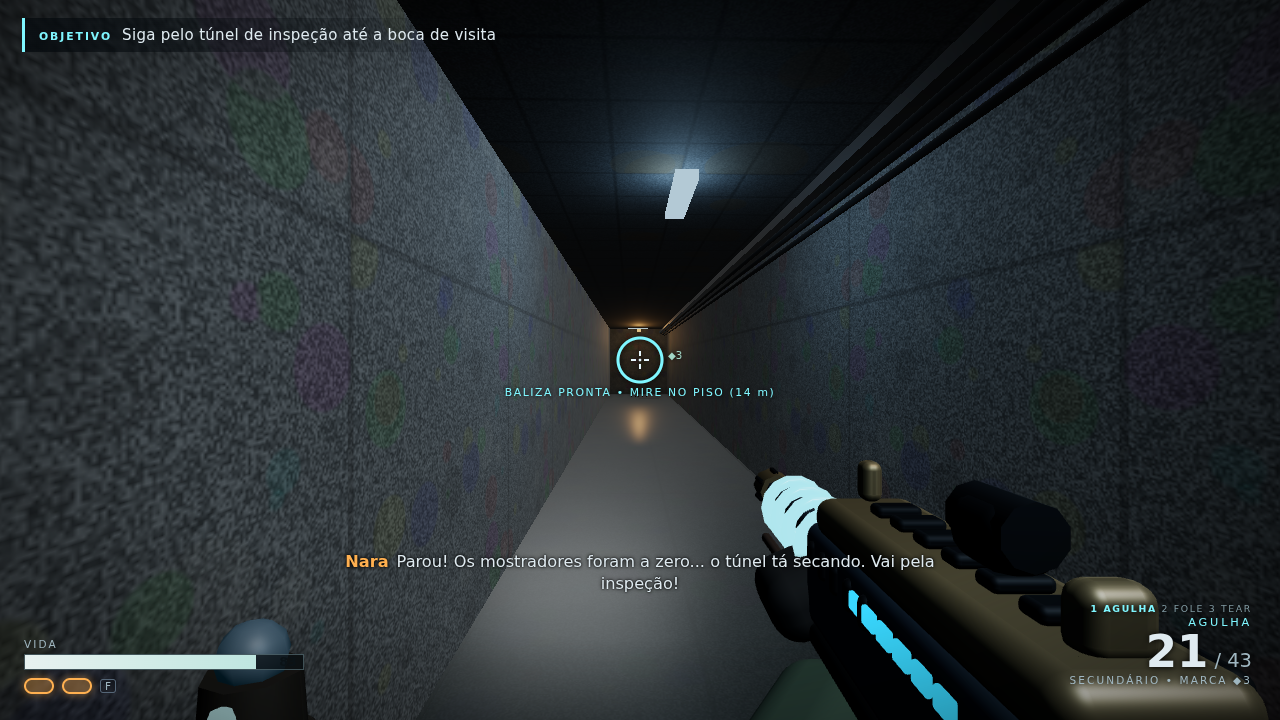 OBJETIVO Siga pelo túnel de inspeção até a boca de visita
◆3
BALIZA PRONTA • MIRE NO PISO (14 m)
Nara Parou! Os mostradores foram a zero... o túnel tá secando. Vai pela
inspeção!
VIDA
F
1 AGULHA 2 FOLE 3 TEAR
AGULHA
21 / 43
SECUNDÁRIO • MARCA ◆3